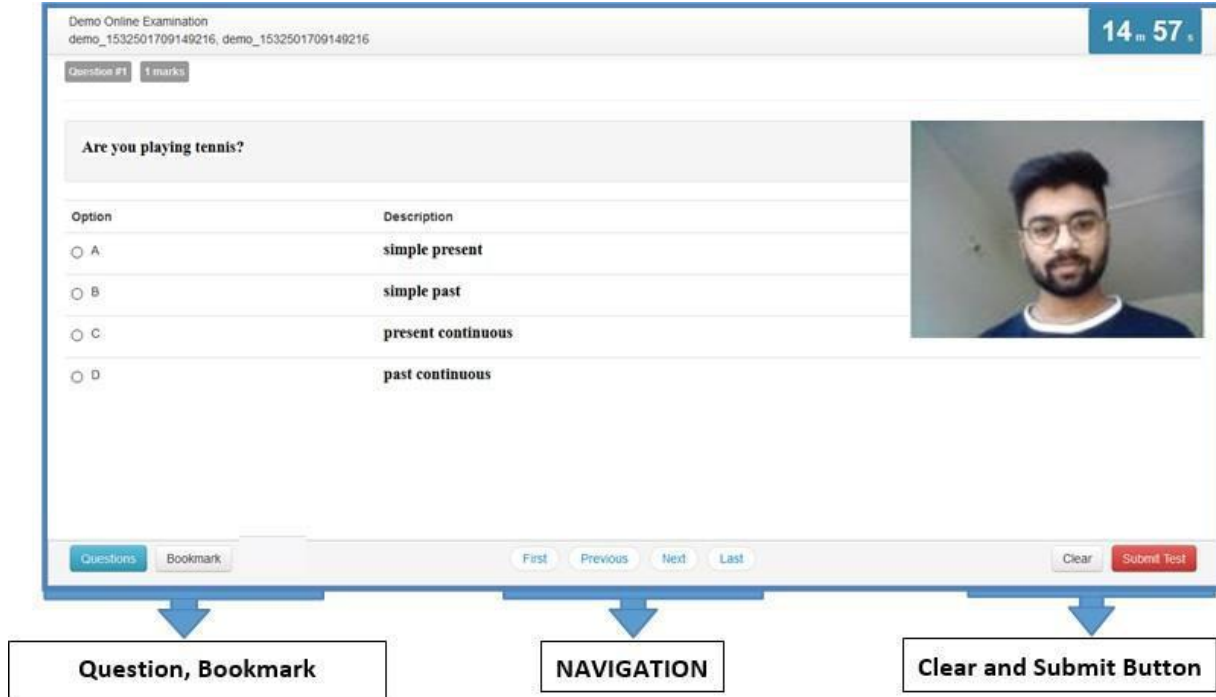 Demo Online Examination
demo_1532501709149216, demo_1532501709149216
14 m 57 s
Question #1 1 marks
Are you playing tennis?
Option Description
A simple present
B simple past
C present continuous
D past continuous
Questions Bookmark First Previous Next Last Clear Submit Test
Question, Bookmark NAVIGATION Clear and Submit Button